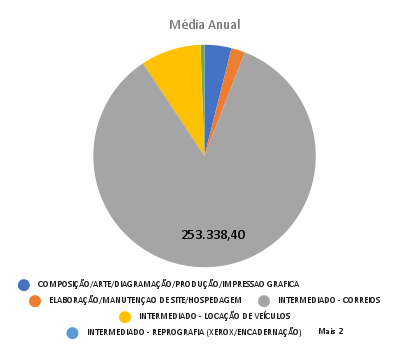 Média Anual
253.338,40
COMPOSIÇÃO/ARTE/DIAGRAMAÇÃO/PRODUÇÃO/IMPRESSAO GRAFICA
ELABORAÇÃO/MANUTENÇAO DE SITE/HOSPEDAGEM INTERMEDIADO - CORREIOS
INTERMEDIADO - LOCAÇÃO DE VEÍCULOS
INTERMEDIADO - REPROGRAFIA (XEROX/ENCADERNAÇÃO) Mais 2